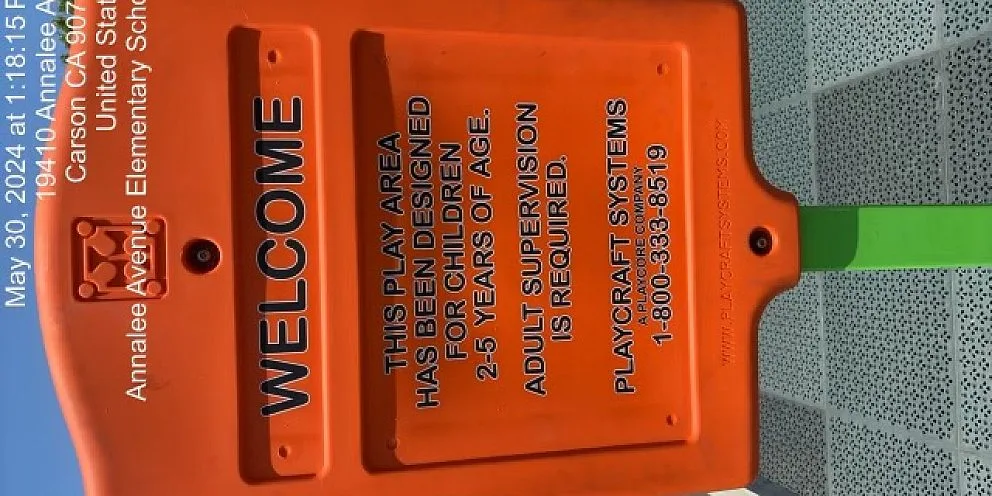 May 30, 2024 at 1:18:15
19410 Annalee
Carson CA 907
United
Annalee Avenue Elementary
WELCOME
THIS PLAY AREA
HAS BEEN DESIGNED
FOR CHILDREN
2-5 YEARS OF AGE.
ADULT SUPERVISION
IS REQUIRED.
PLAYCRAFT SYSTEMS
A PLAYCORE COMPANY
1-800-333-8519
WWW.PLAYCRAFTSYSTEMS.COM